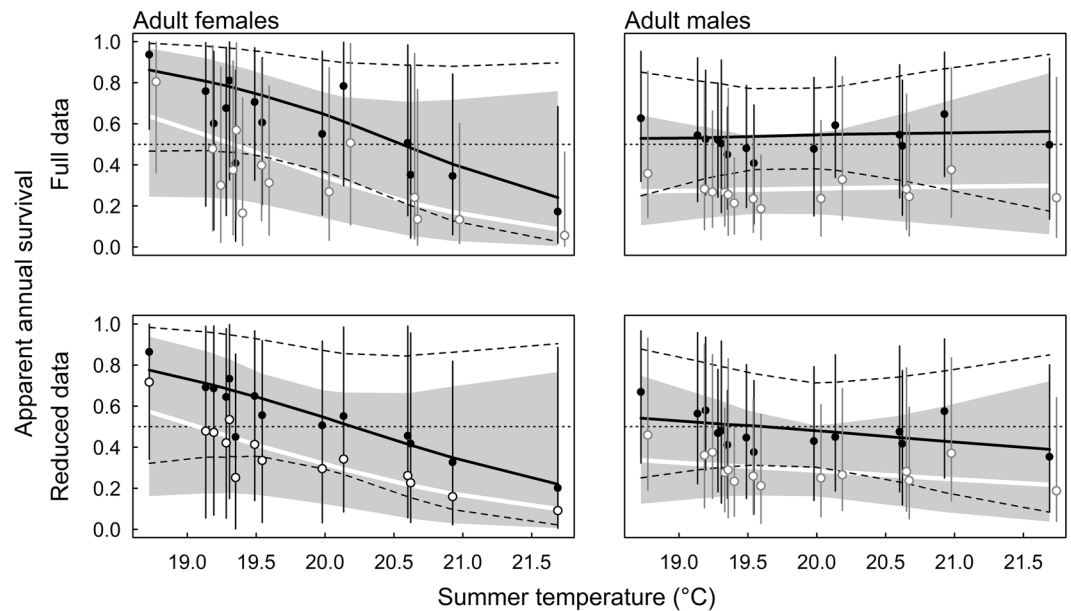 Adult females
Adult males
Apparent annual survival
Full data
1.0
0.8
0.6
0.4
0.2
0.0
Reduced data
1.0
0.8
0.6
0.4
0.2
0.0
19.0 19.5 20.0 20.5 21.0 21.5
19.0 19.5 20.0 20.5 21.0 21.5
Summer temperature (°C)